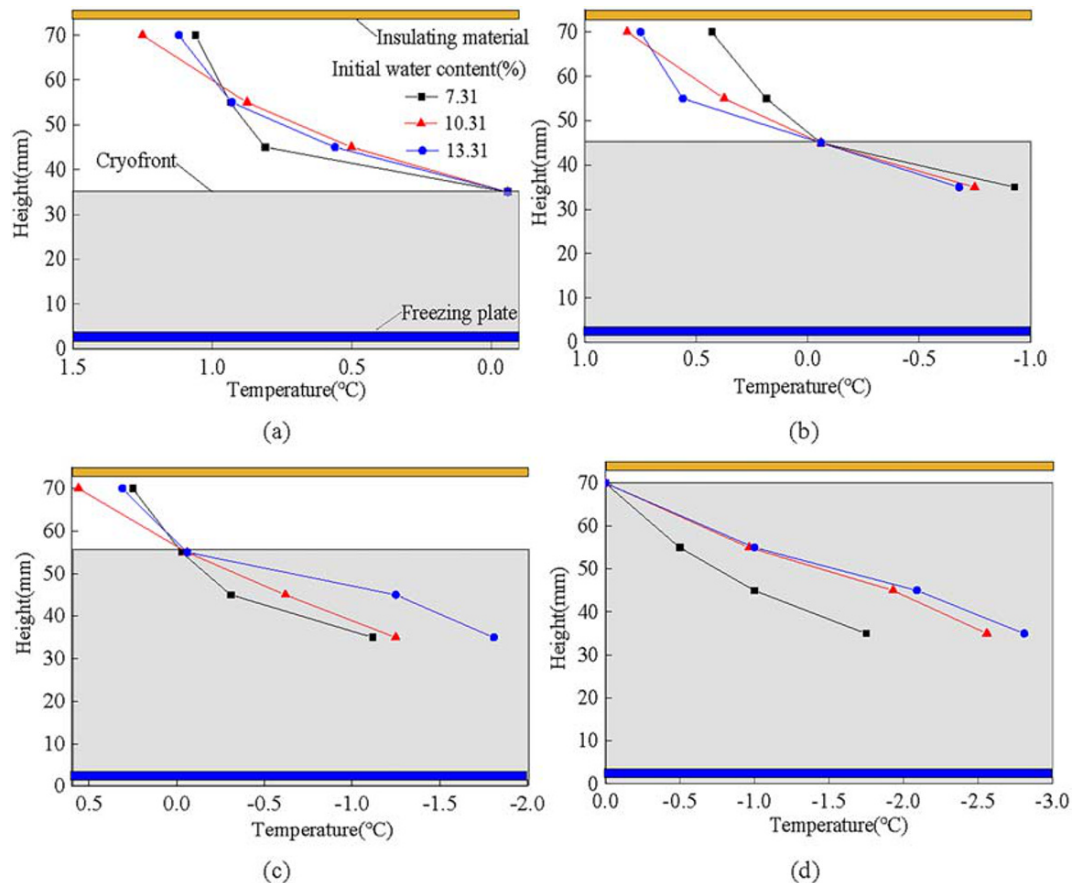 70
60
50
40
30
20
10
0
Height(mm)
Insulating material
Initial water content(%)
7.31
10.31
13.31
Cryofront
Freezing plate
1.5 1.0 0.5 0.0
Temperature(°C)
(a)
70
60
50
40
30
20
10
0
Height(mm)
1.0 0.5 0.0 -0.5 -1.0
Temperature(°C)
(b)
70
60
50
40
30
20
10
0
Height(mm)
0.5 0.0 -0.5 -1.0 -1.5 -2.0
Temperature(°C)
(c)
70
60
50
40
30
20
10
0
Height(mm)
0.0 -0.5 -1.0 -1.5 -2.0 -2.5 -3.0
Temperature(°C)
(d)